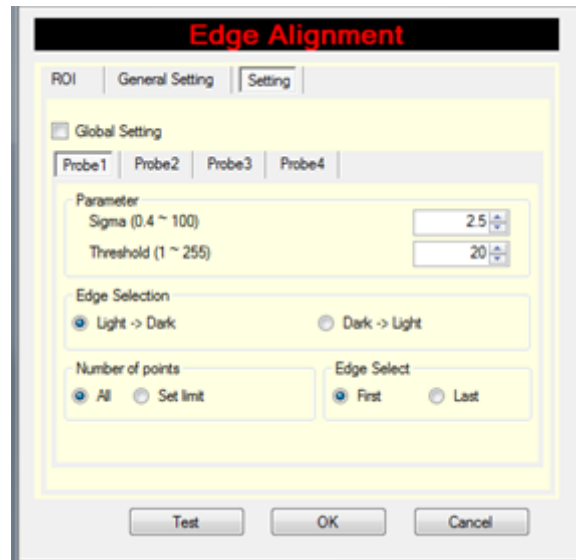 Edge Alignment
ROI General Setting Setting
Global Setting
Probe1 Probe2 Probe3 Probe4
Parameter
Sigma (0.4 ~ 100) 2.5
Threshold (1 ~ 255) 20
Edge Selection
Light -> Dark Dark -> Light
Number of points Edge Select
All Set limit First Last
Test OK Cancel